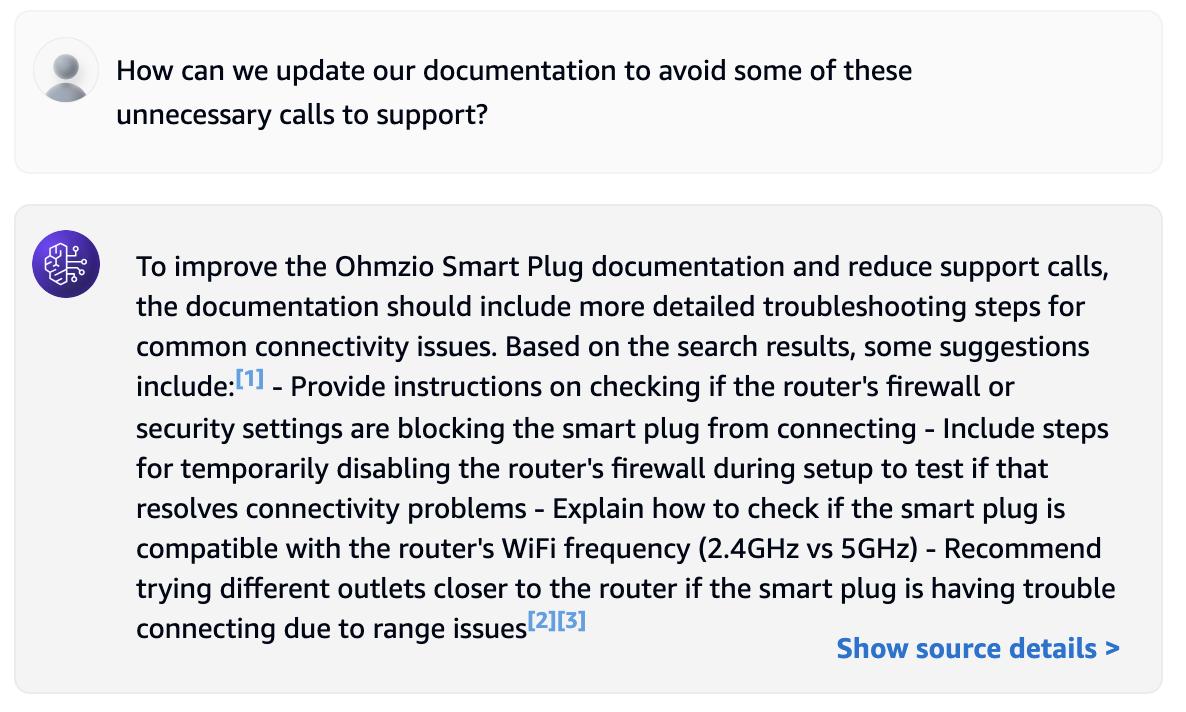 How can we update our documentation to avoid some of these
unnecessary calls to support?
To improve the Ohmzio Smart Plug documentation and reduce support calls,
the documentation should include more detailed troubleshooting steps for
common connectivity issues. Based on the search results, some suggestions
include:[1] - Provide instructions on checking if the router's firewall or
security settings are blocking the smart plug from connecting - Include steps
for temporarily disabling the router's firewall during setup to test if that
resolves connectivity problems - Explain how to check if the smart plug is
compatible with the router's WiFi frequency (2.4GHz vs 5GHz) - Recommend
trying different outlets closer to the router if the smart plug is having trouble
connecting due to range issues[2][3]
Show source details >